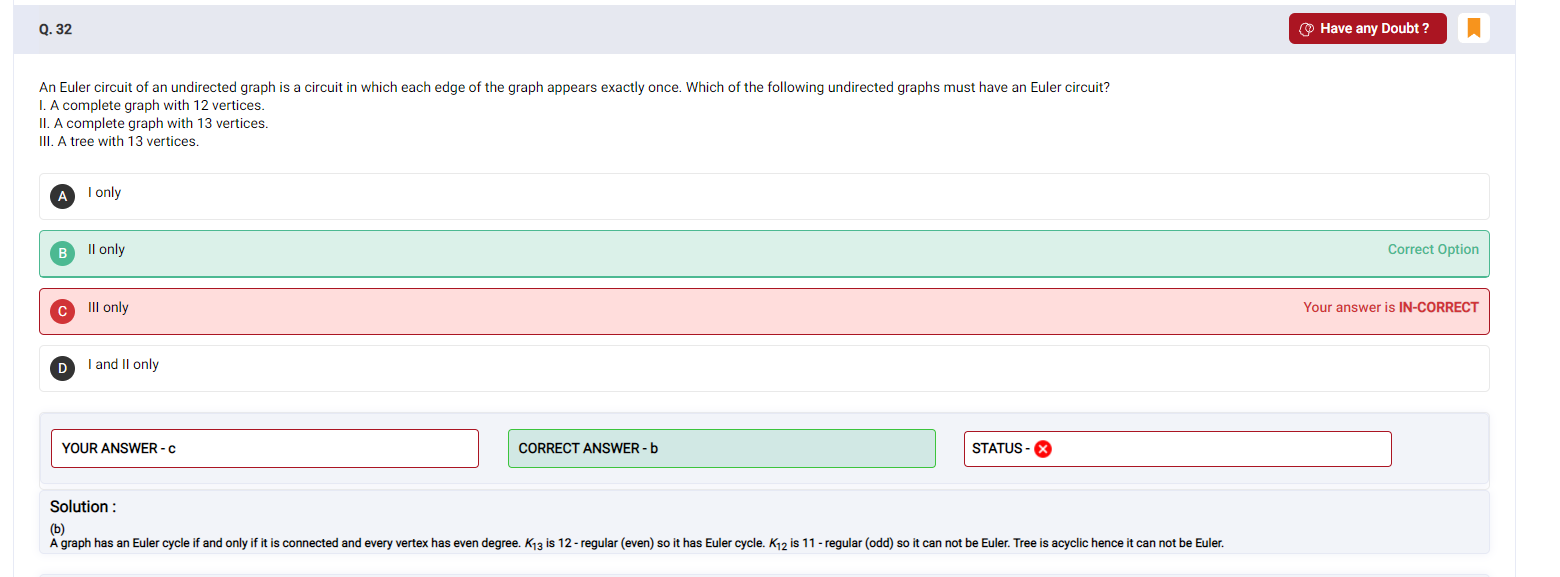 Q. 32
Have any Doubt ?
An Euler circuit of an undirected graph is a circuit in which each edge of the graph appears exactly once. Which of the following undirected graphs must have an Euler circuit?
I. A complete graph with 12 vertices.
II. A complete graph with 13 vertices.
III. A tree with 13 vertices.
A I only
B II only Correct Option
C III only Your answer is IN-CORRECT
D I and II only
YOUR ANSWER - c CORRECT ANSWER - b STATUS -
Solution :
(b)
A graph has an Euler cycle if and only if it is connected and every vertex has even degree. K₁₃ is 12 - regular (even) so it has Euler cycle. K₁₂ is 11 - regular (odd) so it can not be Euler. Tree is acyclic hence it can not be Euler.